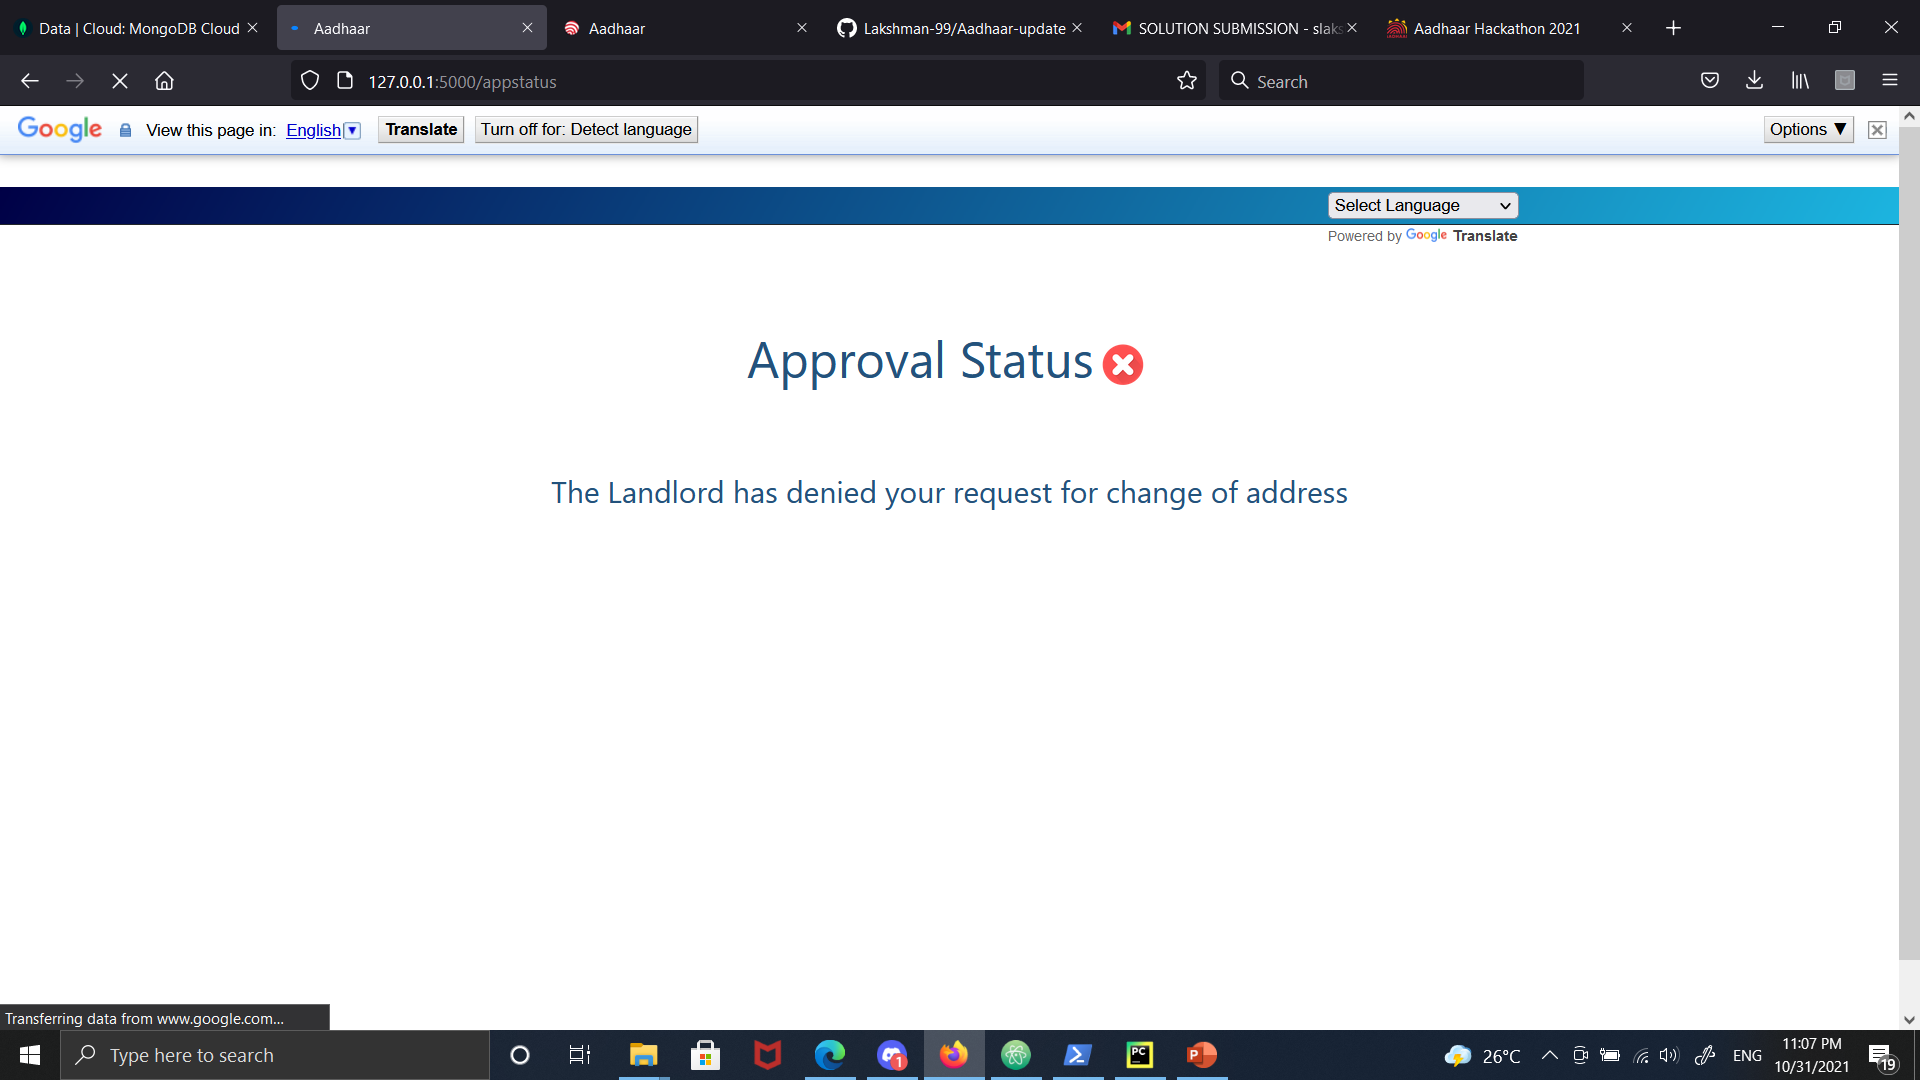 Data | Cloud: MongoDB Cloud
Aadhaar
Aadhaar
Lakshman-99/Aadhaar-update
SOLUTION SUBMISSION - slaks
Aadhaar Hackathon 2021
127.0.0.1:5000/appstatus
Search
Google View this page in: English Translate Turn off for: Detect language Options ▼
Select Language
Powered by Google Translate
Approval Status
The Landlord has denied your request for change of address
Transferring data from www.google.com...
Type here to search
1
PC
P
26°C
ENG
11:07 PM
10/31/2021
19